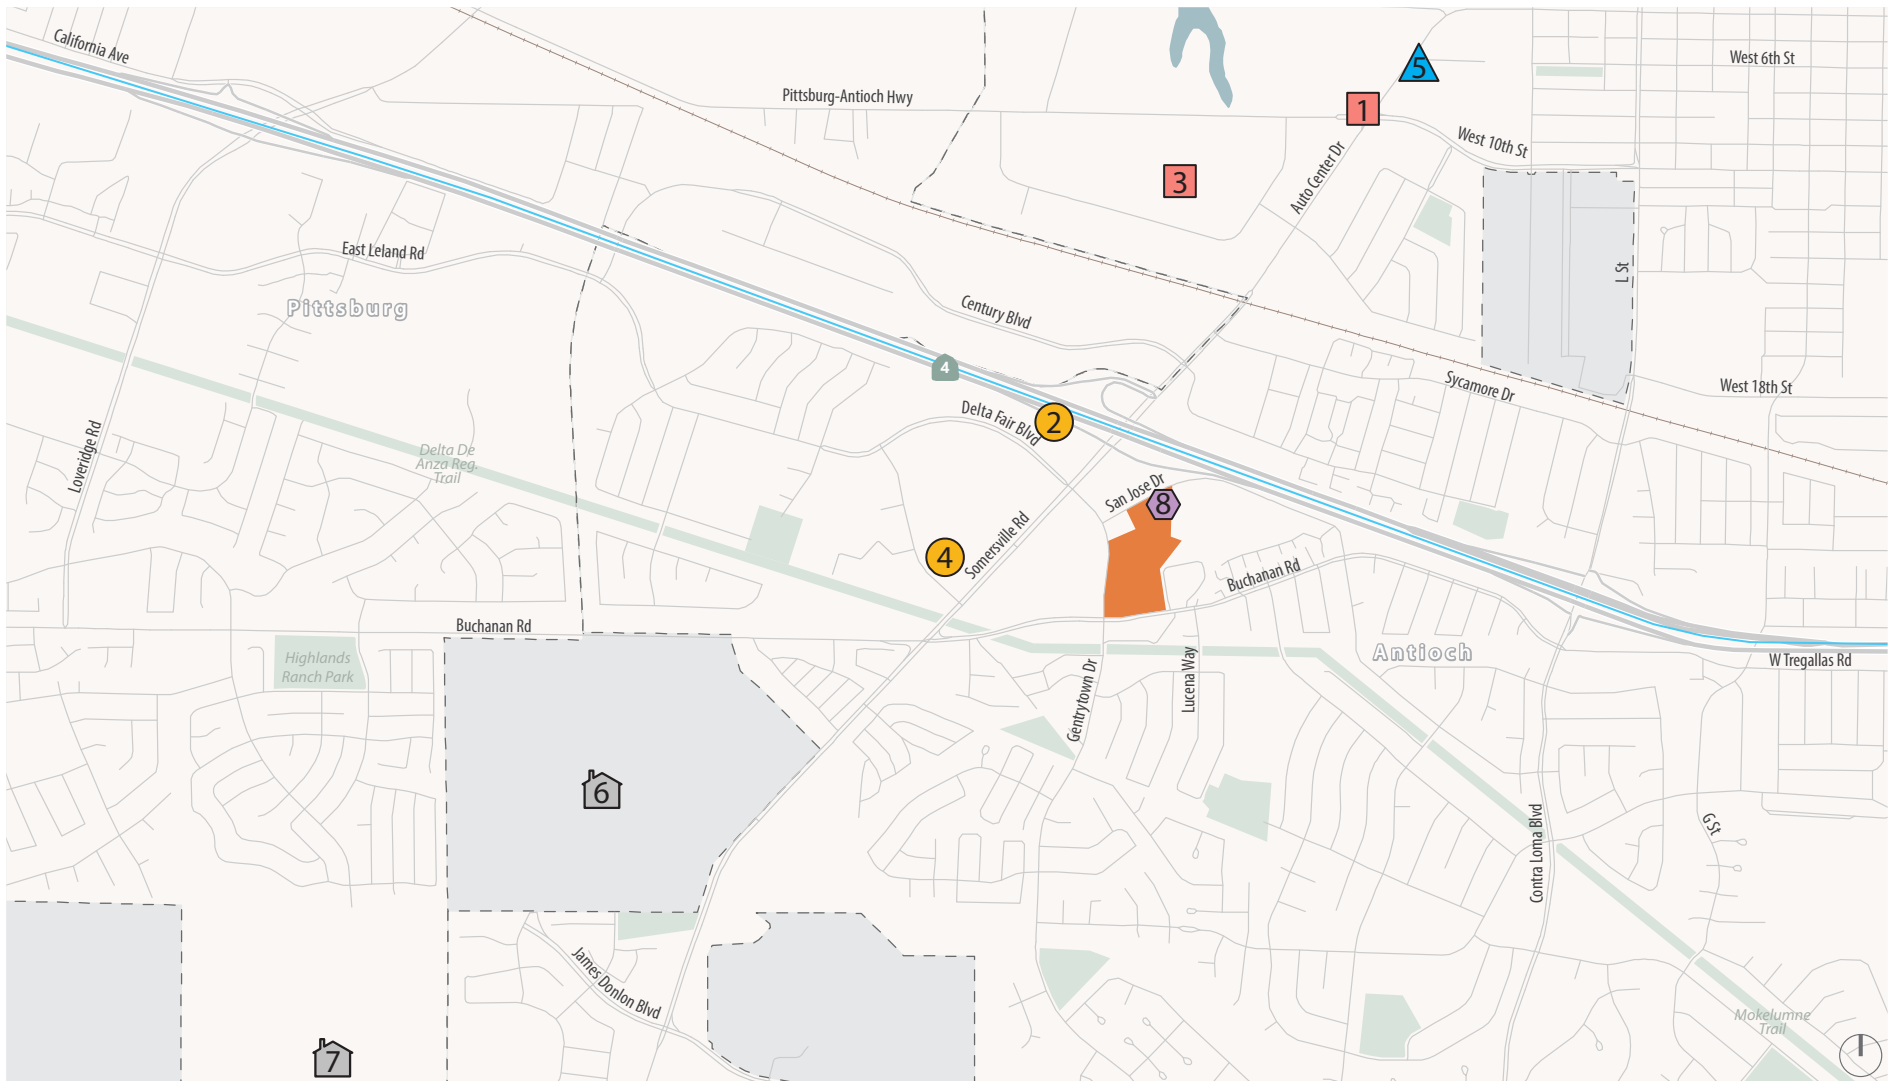 California Ave
West 6th St
5
Pittsburg-Antioch Hwy
1
West 10th St
Auto Center Dr
3
East Leland Rd
L St
Pittsburg
Century Blvd
4
Sycamore Dr
West 18th St
Delta Fair Blvd
2
Loveridge Rd
Delta De
Anza Reg.
Trail
San Jose Dr
8
Somersville Rd
4
Buchanan Rd
Buchanan Rd
Highlands
Ranch Park
Antioch
W Tregallas Rd
Gentrytown Dr
Lucena Way
6
Contra Loma Blvd
G St
James Donlon Blvd
Mokelumne
Trail
7